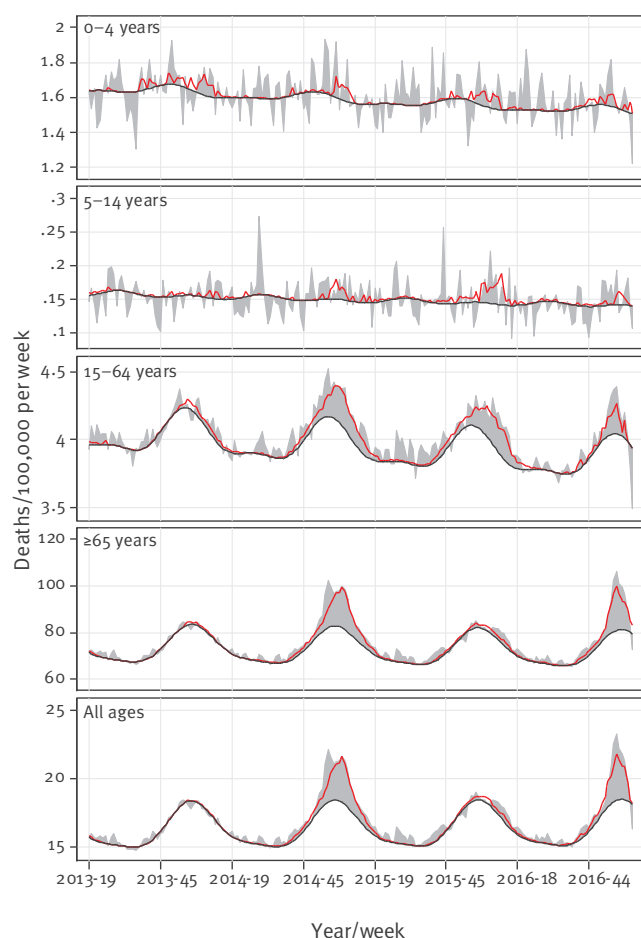 0–4 years
2
1.8
1.6
1.4
1.2
5–14 years
.3
.25
.2
.15
.1
15–64 years
4.5
4
3.5
≥65 years
120
100
80
60
All ages
25
20
15
2013-19 2013-45 2014-19 2014-45 2015-19 2015-45 2016-18 2016-44
Year/week
Deaths/100,000 per week